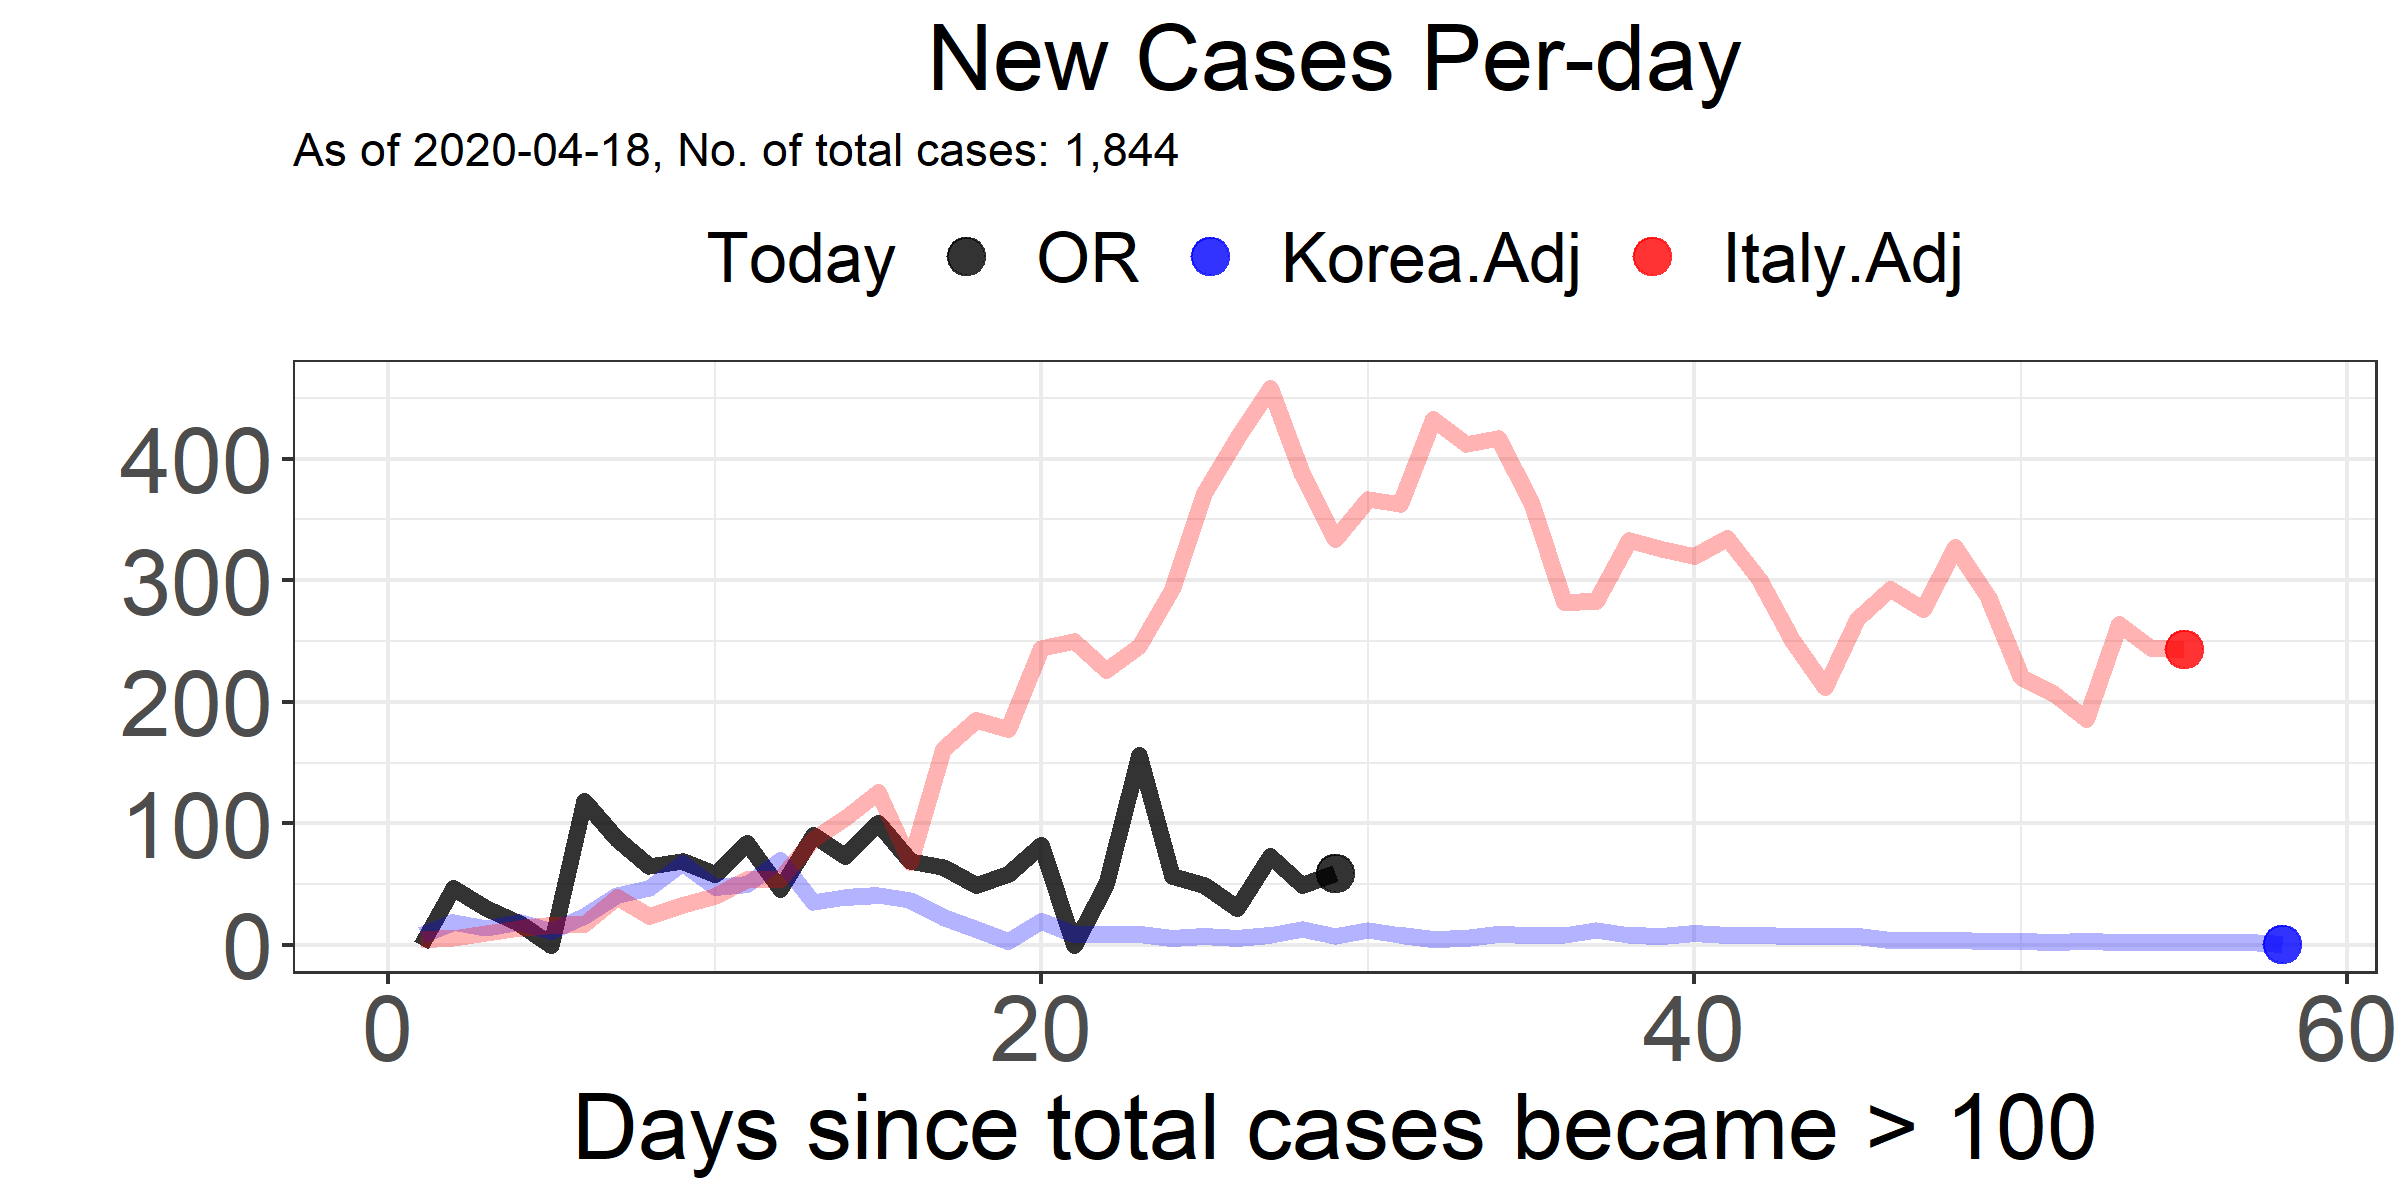 New Cases Per-day
As of 2020-04-18, No. of total cases: 1,844
Today OR Korea.Adj Italy.Adj
400
300
200
100
0
0 20 40 60
Days since total cases became > 100